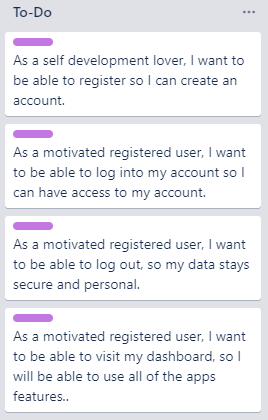 To-Do
As a self development lover, I want to
be able to register so I can create an
account.
As a motivated registered user, I want
to be able to log into my account so I
can have access to my account.
As a motivated registered user, I want
to be able to log out, so my data stays
secure and personal.
As a motivated registered user, I want
to be able to visit my dashboard, so I
will be able to use all of the apps
features..